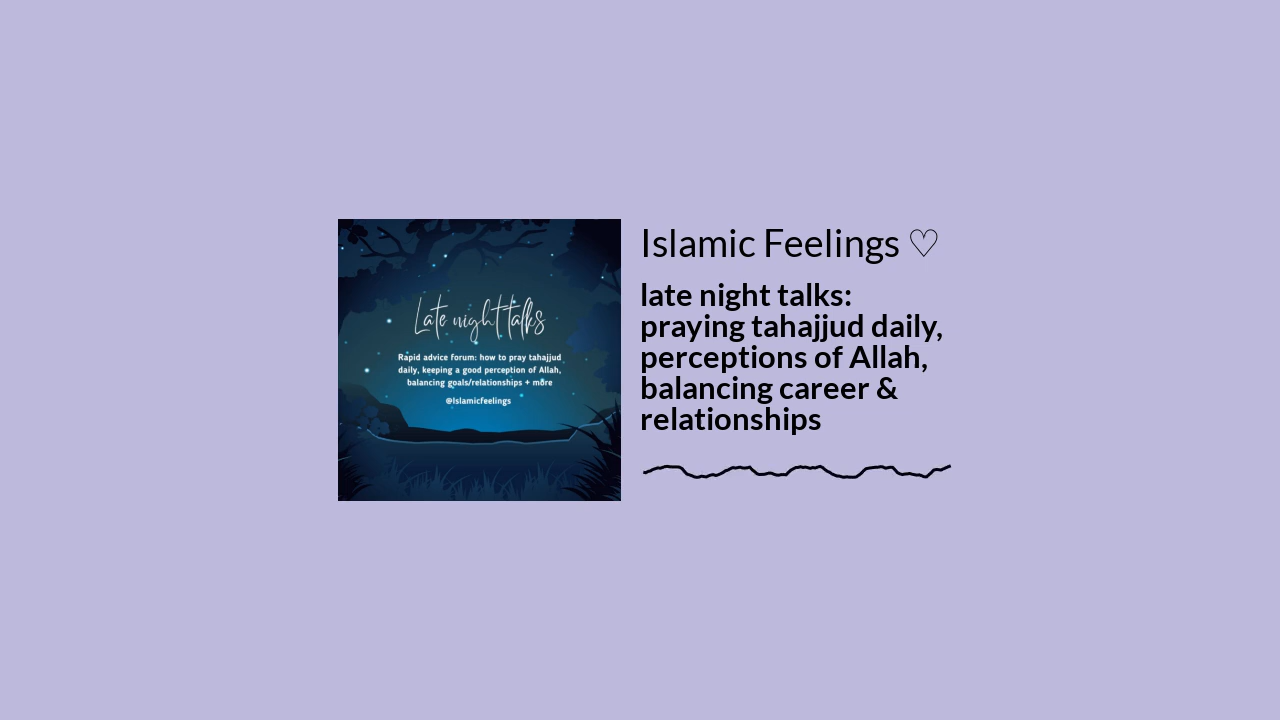 Late night talks
Rapid advice forum: how to pray tahajjud
daily, keeping a good perception of Allah,
balancing goals/relationships + more
@Islamicfeelings
Islamic Feelings ♡
late night talks:
praying tahajjud daily,
perceptions of Allah,
balancing career &
relationships